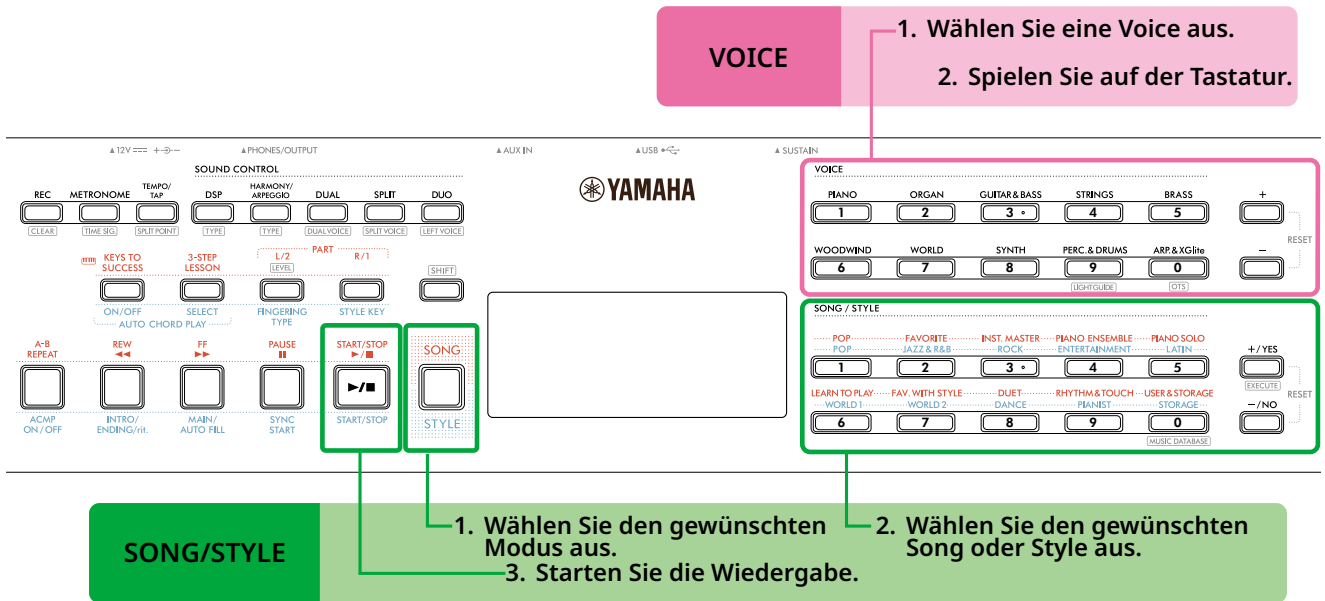 VOICE
1. Wählen Sie eine Voice aus.
2. Spielen Sie auf der Tastatur.
12V
PHONES/OUTPUT
AUX IN
USB
SUSTAIN
SOUND CONTROL
REC
METRONOME
TEMPO/
TAP
DSP
HARMONY/
ARPEGGIO
DUAL
SPLIT
DUO
CLEAR
TIME SIG.
SPLIT POINT
TYPE
TYPE
DUAL VOICE
SPLIT VOICE
LEFT VOICE
YAMAHA
VOICE
PIANO
ORGAN
GUITAR & BASS
STRINGS
BRASS
+
1
2
3
4
5
WOODWIND
WORLD
SYNTH
PERC. & DRUMS
ARP. & XGlite
–
RESET
6
7
8
9
0
LIGHTGUIDE
OTS
KEYS TO
SUCCESS
3-STEP
LESSON
PART
L/2
R/1
LEVEL
SHIFT
ON/OFF
SELECT
AUTO CHORD PLAY
FINGERING
TYPE
STYLE KEY
A-B
REPEAT
REW
FF
PAUSE
START/STOP
SONG
ACMP
ON/OFF
INTRO/
ENDING/rit.
MAIN/
AUTO FILL
SYNC
START
START/STOP
STYLE
SONG / STYLE
POP
FAVORITE
INST. MASTER
PIANO ENSEMBLE
PIANO SOLO
POP
JAZZ & R&B
ROCK
ENTERTAINMENT
LATIN
+/YES
1
2
3
4
5
EXECUTE
RESET
LEARN TO PLAY
FAV. WITH STYLE
DUET
RHYTHM & TOUCH
USER & STORAGE
WORLD 1
WORLD 2
DANCE
PIANIST
STORAGE
–/NO
6
7
8
9
0
MUSIC DATABASE
SONG/STYLE
1. Wählen Sie den gewünschten
Modus aus.
2. Wählen Sie den gewünschten
Song oder Style aus.
3. Starten Sie die Wiedergabe.